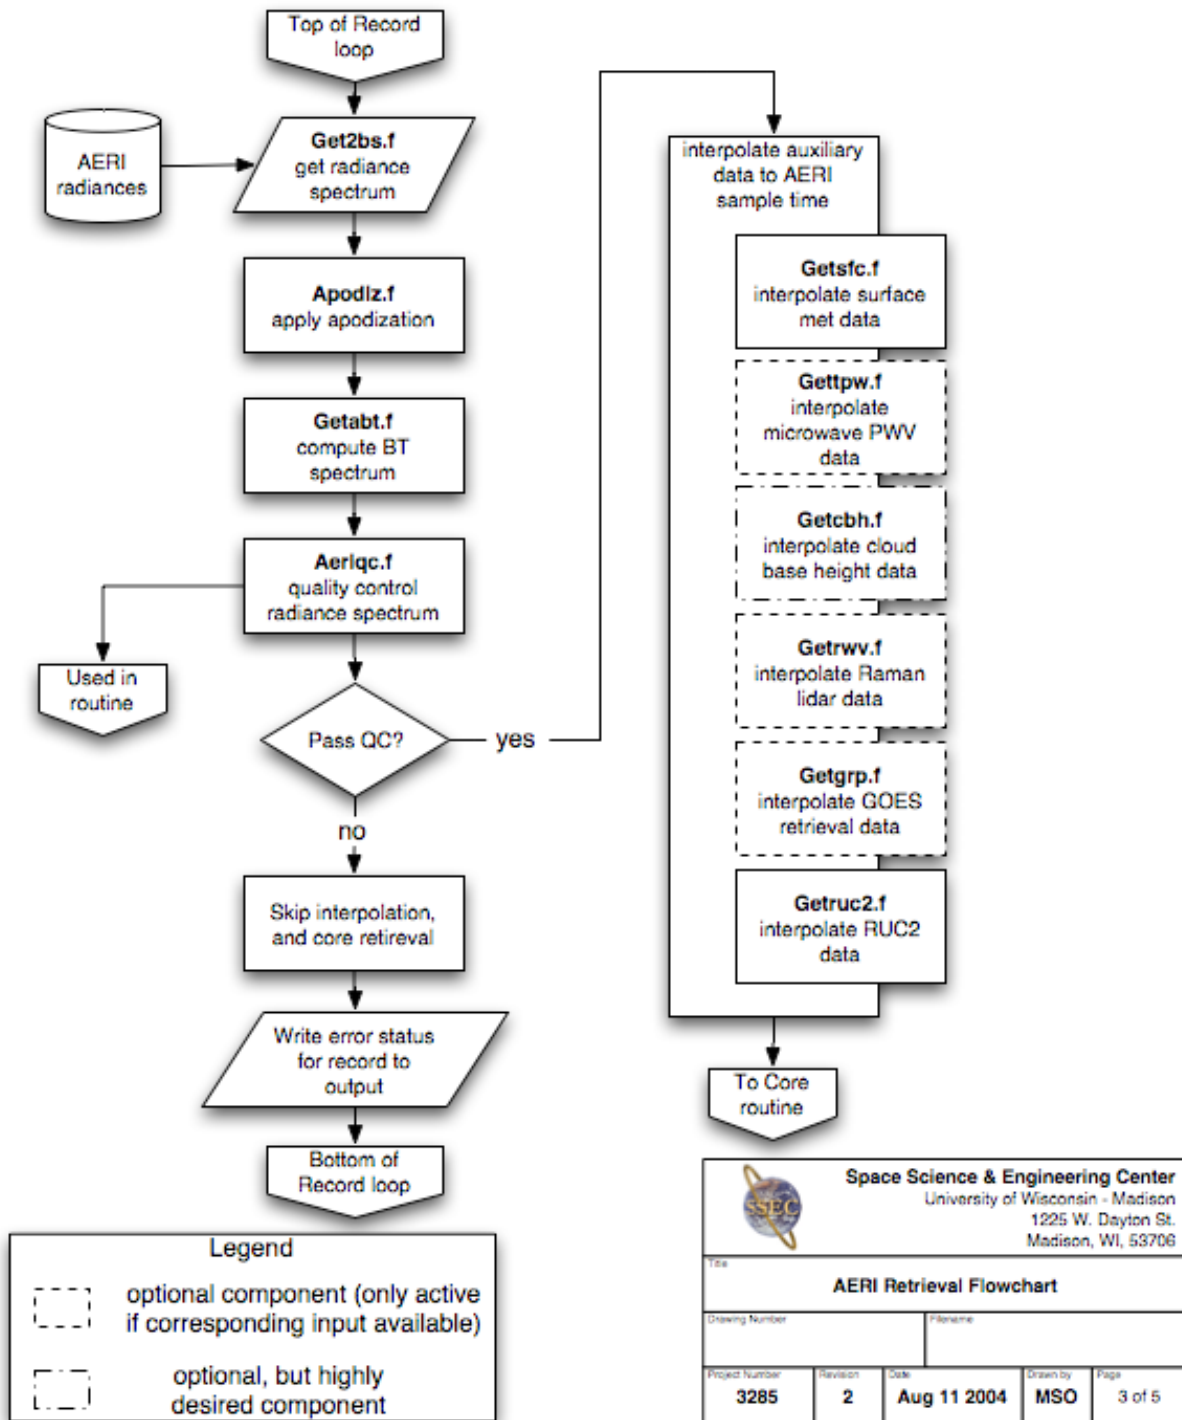 Top of Record
loop
AERI
radiances
Get2bs.f
get radiance
spectrum
Apodiz.f
apply apodization
Getabt.f
compute BT
spectrum
Aeriqc.f
quality control
radiance spectrum
Used in
routine
Pass QC?
yes
no
Skip interpolation,
and core retireval
Write error status
for record to
output
Bottom of
Record loop
interpolate auxiliary
data to AERI
sample time
Getsfc.f
interpolate surface
met data
Gettpw.f
interpolate
microwave PWV
data
Getcbh.f
interpolate cloud
base height data
Getrwv.f
interpolate Raman
lidar data
Getgrp.f
interpolate GOES
retrieval data
Getruc2.f
interpolate RUC2
data
To Core
routine
Legend
optional component (only active
if corresponding input available)
optional, but highly
desired component
SSEC
Space Science & Engineering Center
University of Wisconsin - Madison
1225 W. Dayton St.
Madison, WI, 53706
Title
AERI Retrieval Flowchart
Drawing Number
Filename
Project Number
3285
Revision
2
Date
Aug 11 2004
Drawn by
MSO
Page
3 of 5